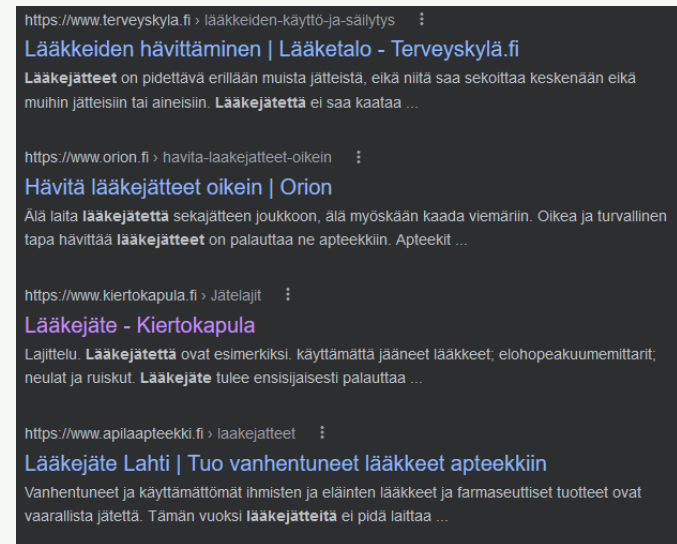 https://www.terveyskyla.fi › lääkkeiden-käyttö-ja-säilytys
Lääkkeiden hävittäminen | Lääketalo - Terveyskylä.fi
Lääkejätteet on pidettävä erillään muista jätteistä, eikä niitä saa sekoittaa keskenään eikä
muihin jätteisiin tai aineisiin. Lääkejätettä ei saa kaataa ...
https://www.orion.fi › havita-laakejatteet-oikein
Hävitä lääkejätteet oikein | Orion
Älä laita lääkejätettä sekajätteen joukkoon, älä myöskään kaada viemäriin. Oikea ja turvallinen
tapa hävittää lääkejätteet on palauttaa ne apteekkiin. Apteekit ...
https://www.kiertokapula.fi › Jätelajit
Lääkejäte - Kiertokapula
Lajittelu. Lääkejätettä ovat esimerkiksi. käyttämättä jääneet lääkkeet; elohopeakuumemittarit;
neulat ja ruiskut. Lääkejäte tulee ensisijaisesti palauttaa ...
https://www.apilaapteekki.fi › laakejatteet
Lääkejäte Lahti | Tuo vanhentuneet lääkkeet apteekkiin
Vanhentuneet ja käyttämättömät ihmisten ja eläinten lääkkeet ja farmaseuttiset tuotteet ovat
vaarallista jätettä. Tämän vuoksi lääkejätteitä ei pidä laittaa ...